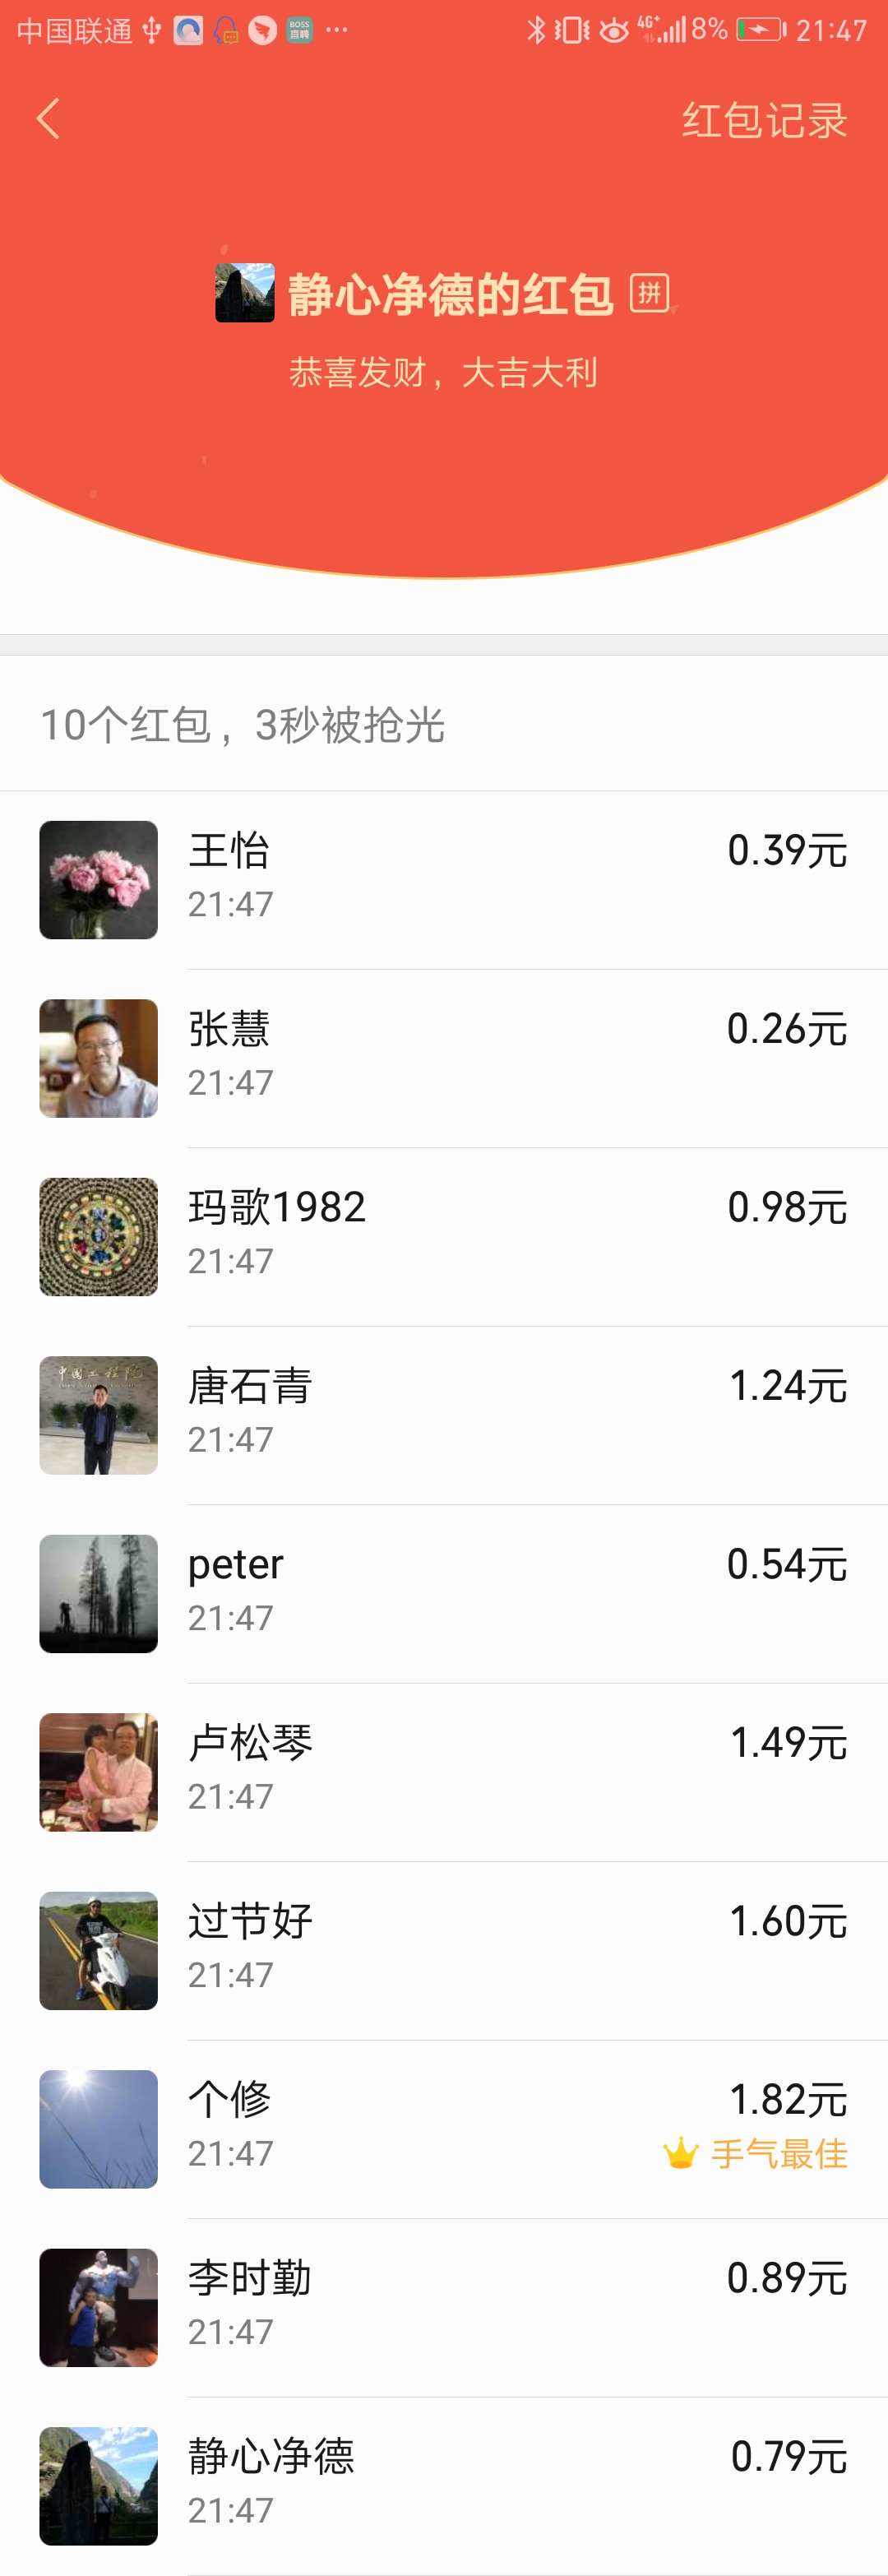 中国联通 BOSS直聘 ... 4G+ 8% 21:47
红包记录
静心净德的红包 拼
恭喜发财，大吉大利
10个红包，3秒被抢光
王怡 0.39元
21:47
张慧 0.26元
21:47
玛歌1982 0.98元
21:47
中国工程院
唐石青 1.24元
21:47
peter 0.54元
21:47
卢松琴 1.49元
21:47
过节好 1.60元
21:47
个修 1.82元
21:47 手气最佳
李时勤 0.89元
21:47
静心净德 0.79元
21:47